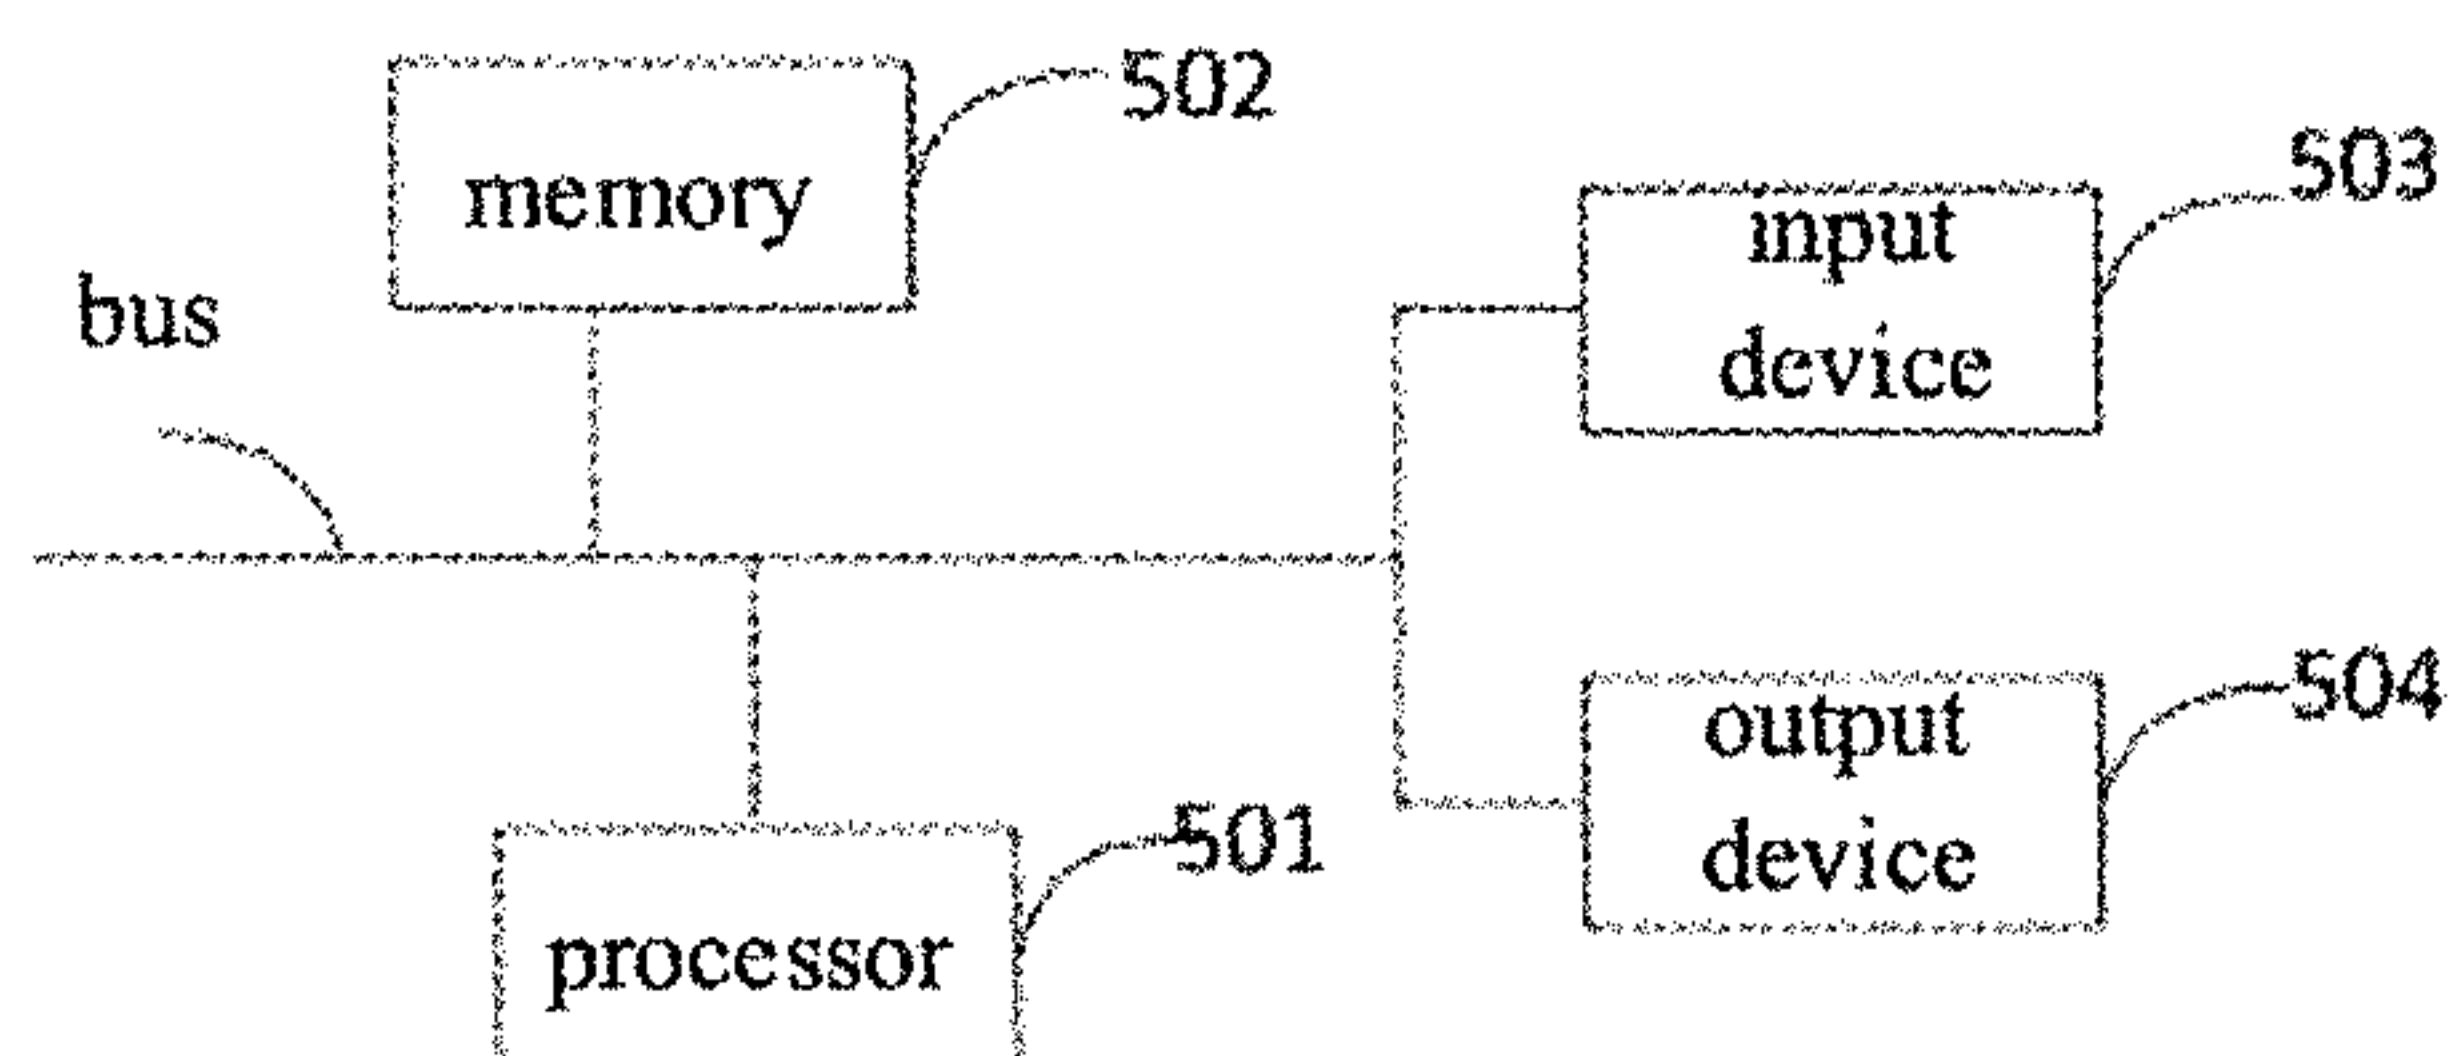 502
memory
503
input
device
bus
504
output
device
501
processor